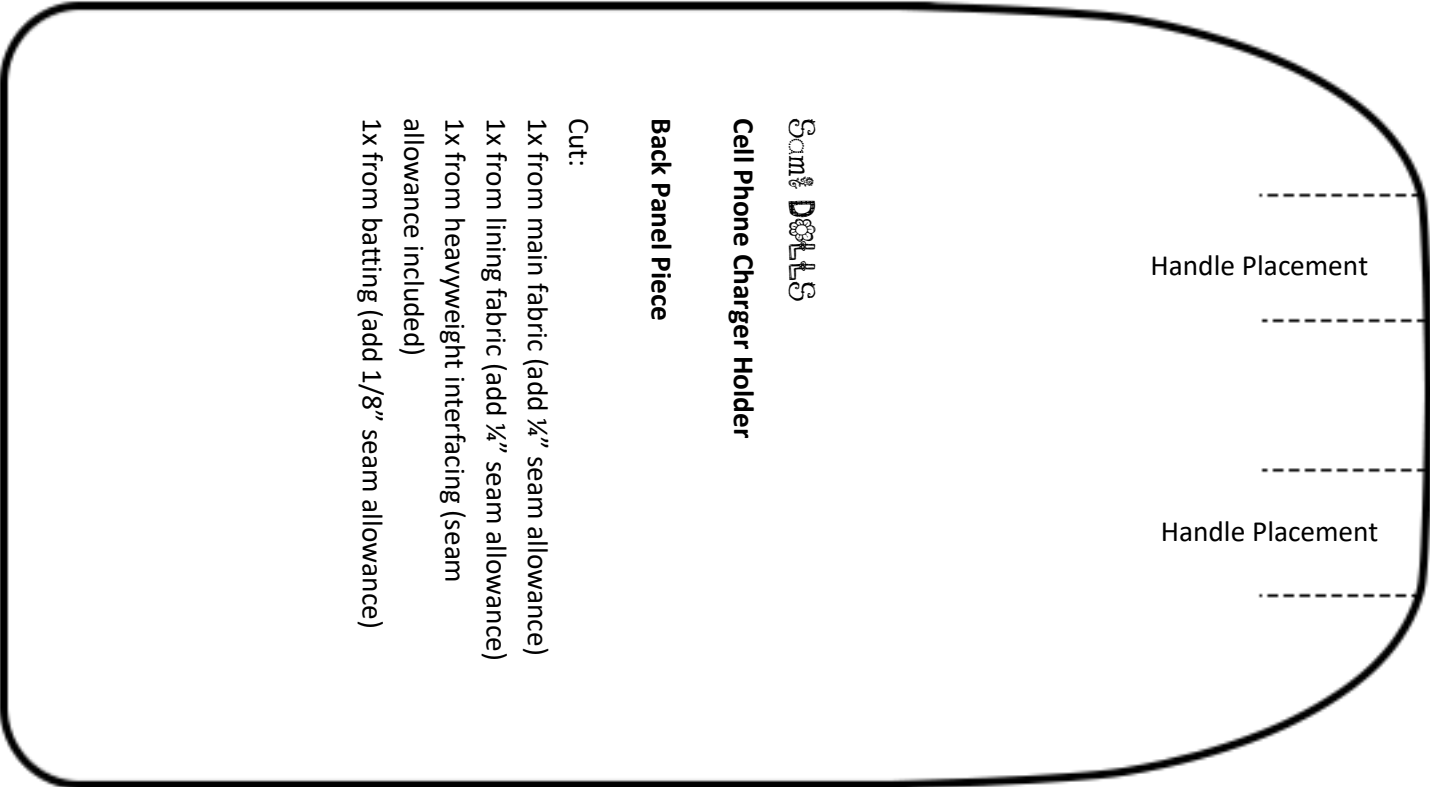 Sami DOLLS
Cell Phone Charger Holder
Back Panel Piece
Cut:
1x from main fabric (add ¼” seam allowance)
1x from lining fabric (add ¼” seam allowance)
1x from heavyweight interfacing (seam
allowance included)
1x from batting (add 1/8” seam allowance)
Handle Placement
Handle Placement